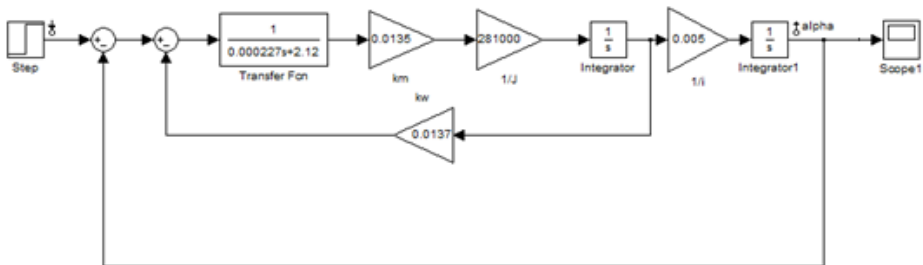 Step
+
-
+
-
1
0.000227s+2.12
Transfer Fcn
0.0135
km
281000
1/J
1
s
Integrator
0.005
1/i
1
s
Integrator1
alpha
Scope1
kw
0.0137